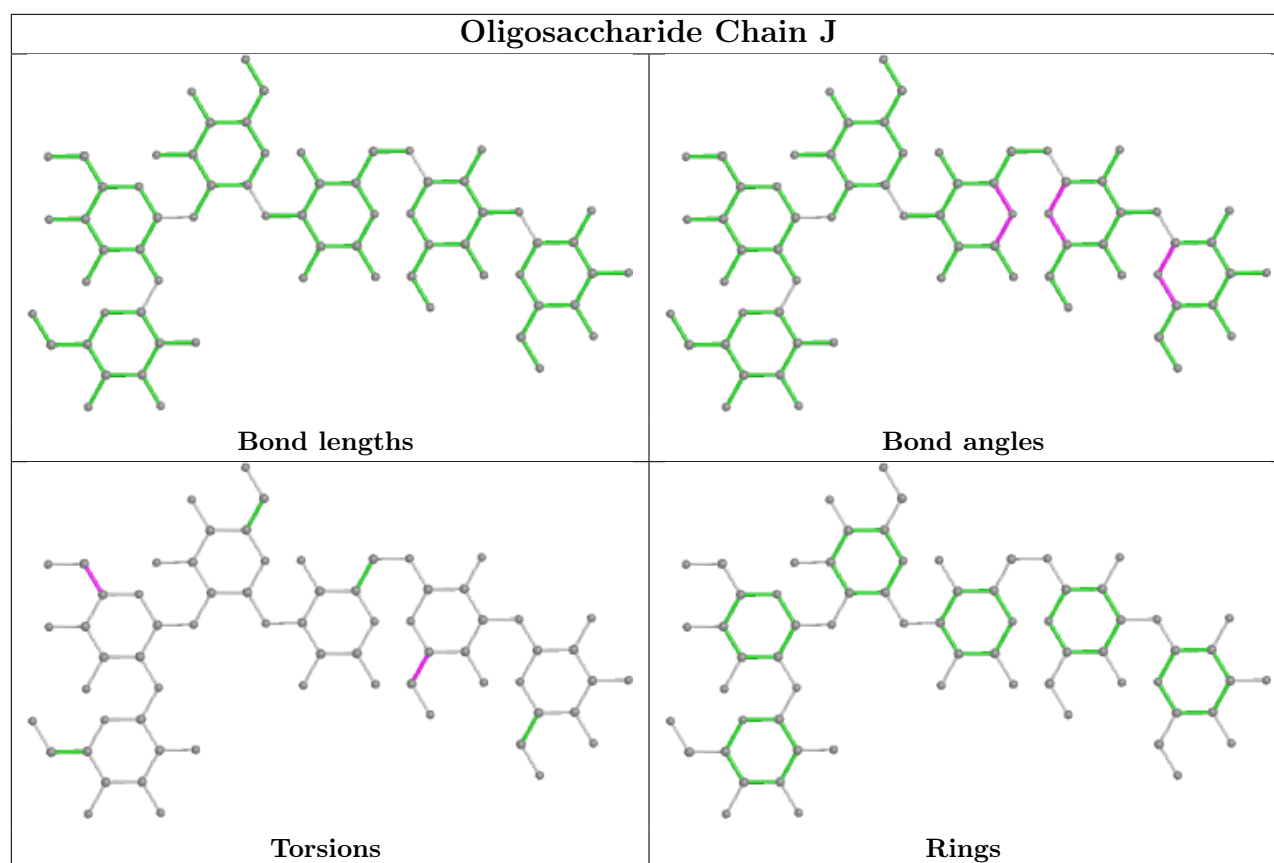 Oligosaccharide Chain J
Bond lengths
Bond angles
Torsions
Rings